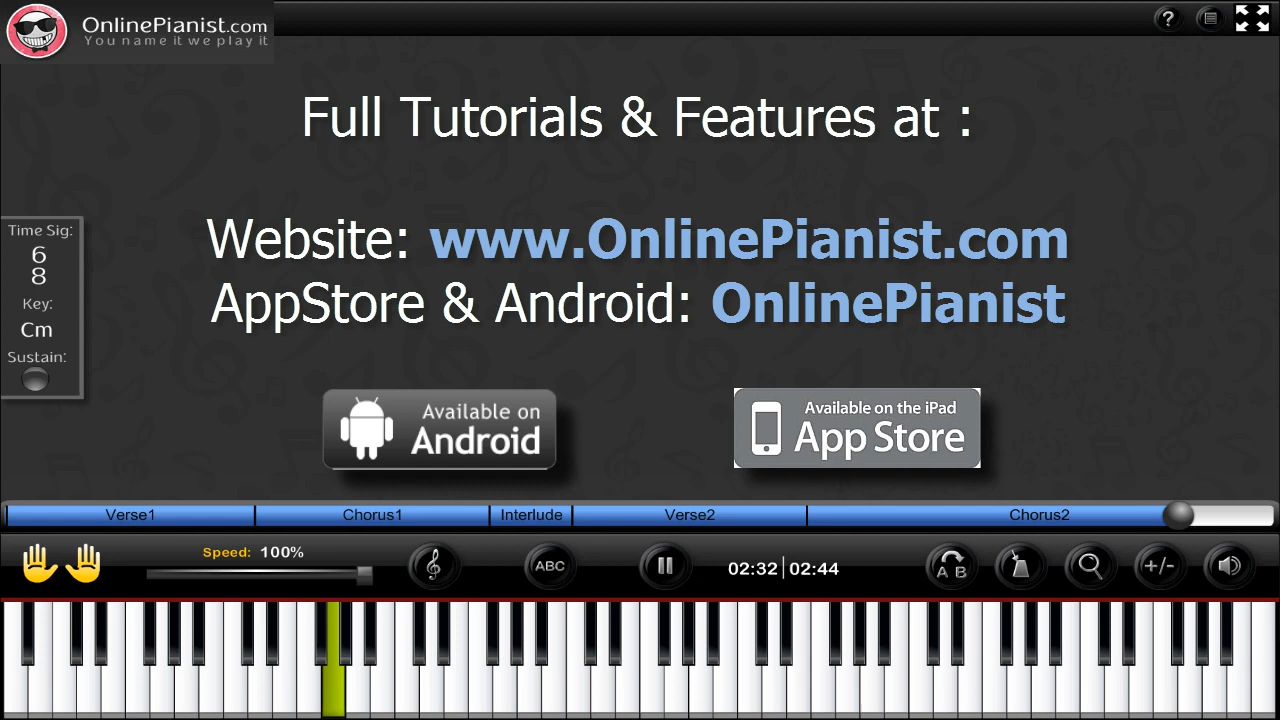 OnlinePianist.com
You name it we play it
?
Full Tutorials & Features at :
Website: www.OnlinePianist.com
AppStore & Android: OnlinePianist
Time Sig:
6
8
Key:
Cm
Sustain:
Available on
Android
Available on the iPad
App Store
Verse1 Chorus1 Interlude Verse2 Chorus2
Speed: 100%
ABC
02:32|02:44
A B
+/-